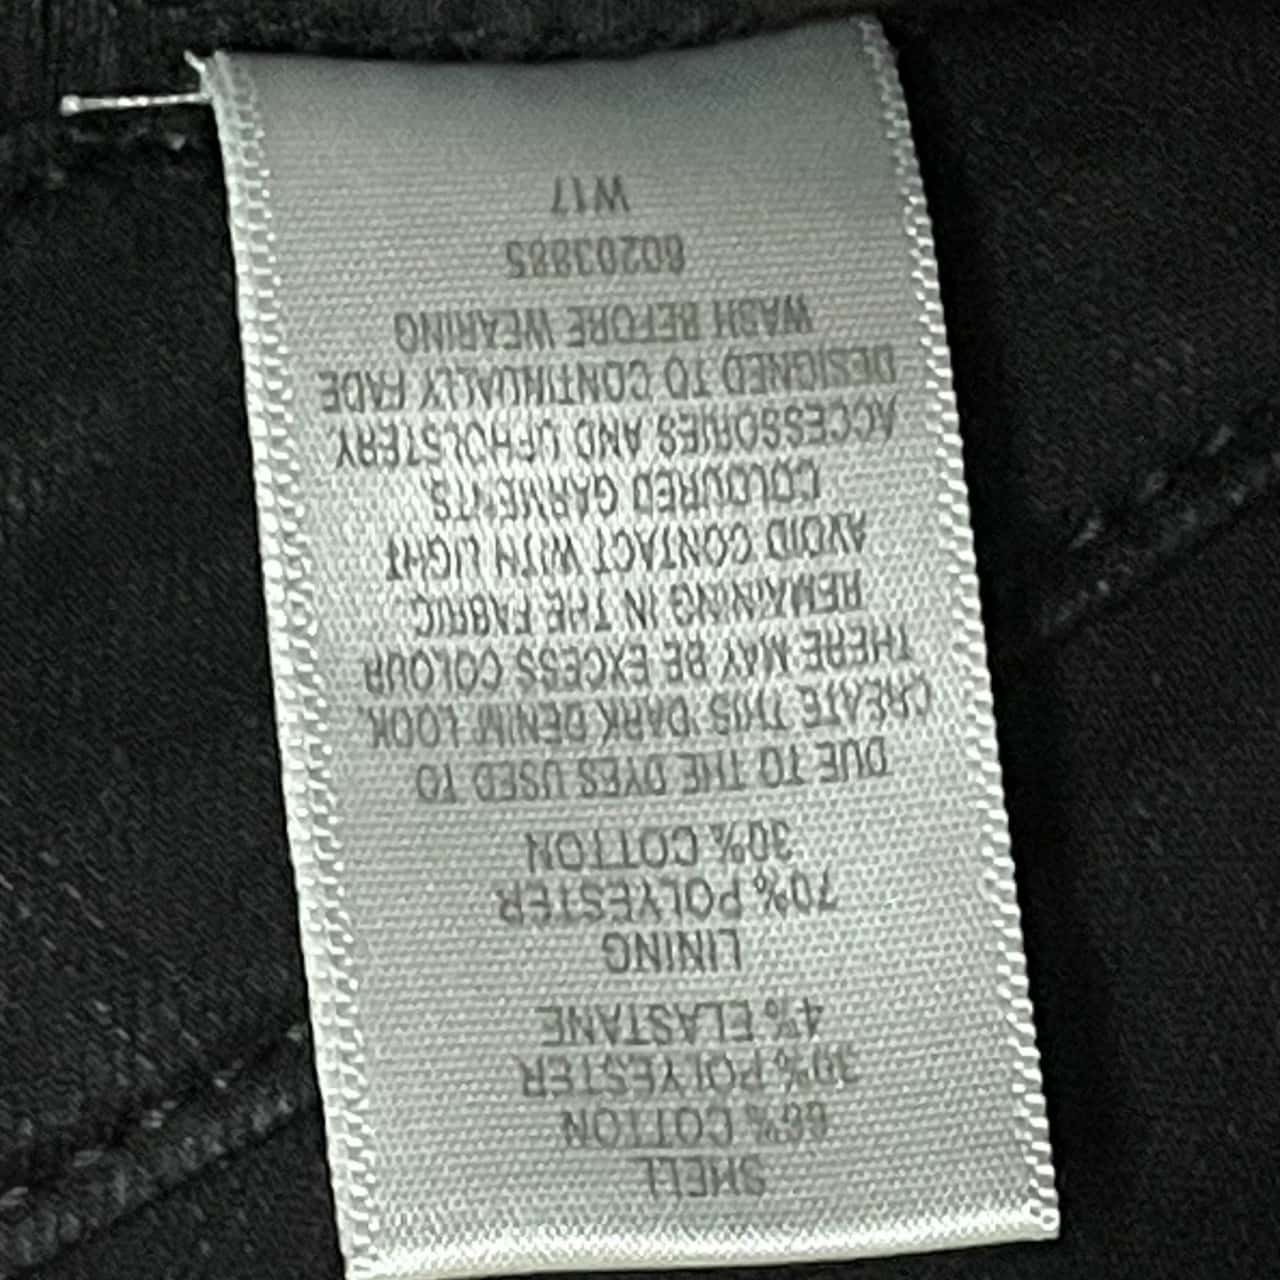 SHELL
66% COTTON
30% POLYESTER
4% ELASTANE
LINING
70% POLYESTER
30% COTTON
DUE TO THE DYES USED TO
CREATE THIS 'DARK DENIM' LOOK,
THERE MAY BE EXCESS COLOUR
REMAINING IN THE FABRIC.
AVOID CONTACT WITH LIGHT
COLOURED GARMENTS,
ACCESSORIES AND UPHOLSTERY.
DESIGNED TO CONTINUALLY FADE
WASH BEFORE WEARING
60203885
W17